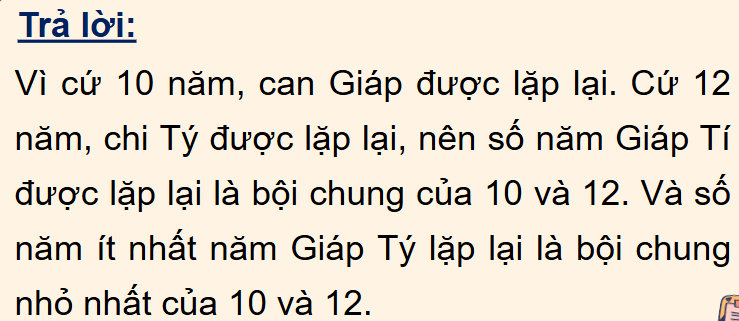 Trả lời:
Vì cứ 10 năm, can Giáp được lặp lại. Cứ 12
năm, chi Tý được lặp lại, nên số năm Giáp Tí
được lặp lại là bội chung của 10 và 12. Và số
năm ít nhất năm Giáp Tý lặp lại là bội chung
nhỏ nhất của 10 và 12.